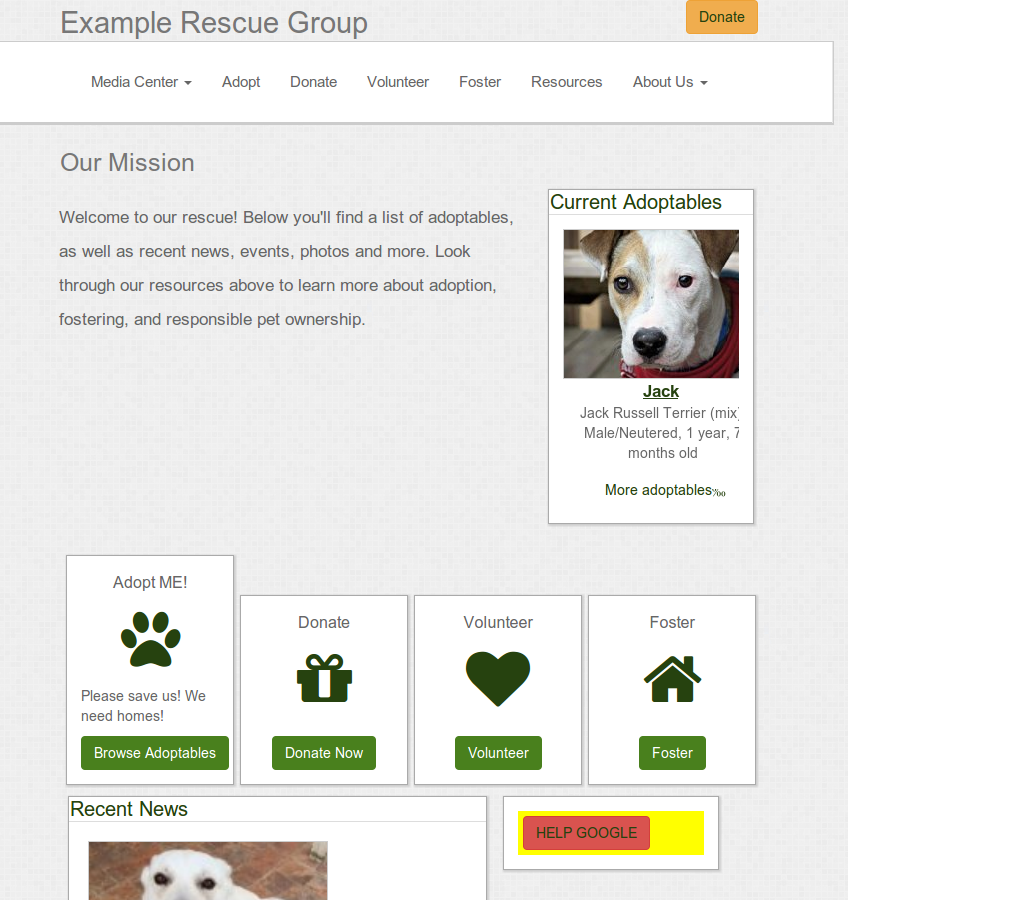 Example Rescue Group
Donate
Media Center
Adopt
Donate
Volunteer
Foster
Resources
About Us
Our Mission
Welcome to our rescue! Below you'll find a list of adoptables,
as well as recent news, events, photos and more. Look
through our resources above to learn more about adoption,
fostering, and responsible pet ownership.
Current Adoptables
Jack
Jack Russell Terrier (mix)
Male/Neutered, 1 year, 7
months old
More adoptables‰
Adopt ME!
Please save us! We
need homes!
Browse Adoptables
Donate
Donate Now
Volunteer
Volunteer
Foster
Foster
Recent News
HELP GOOGLE